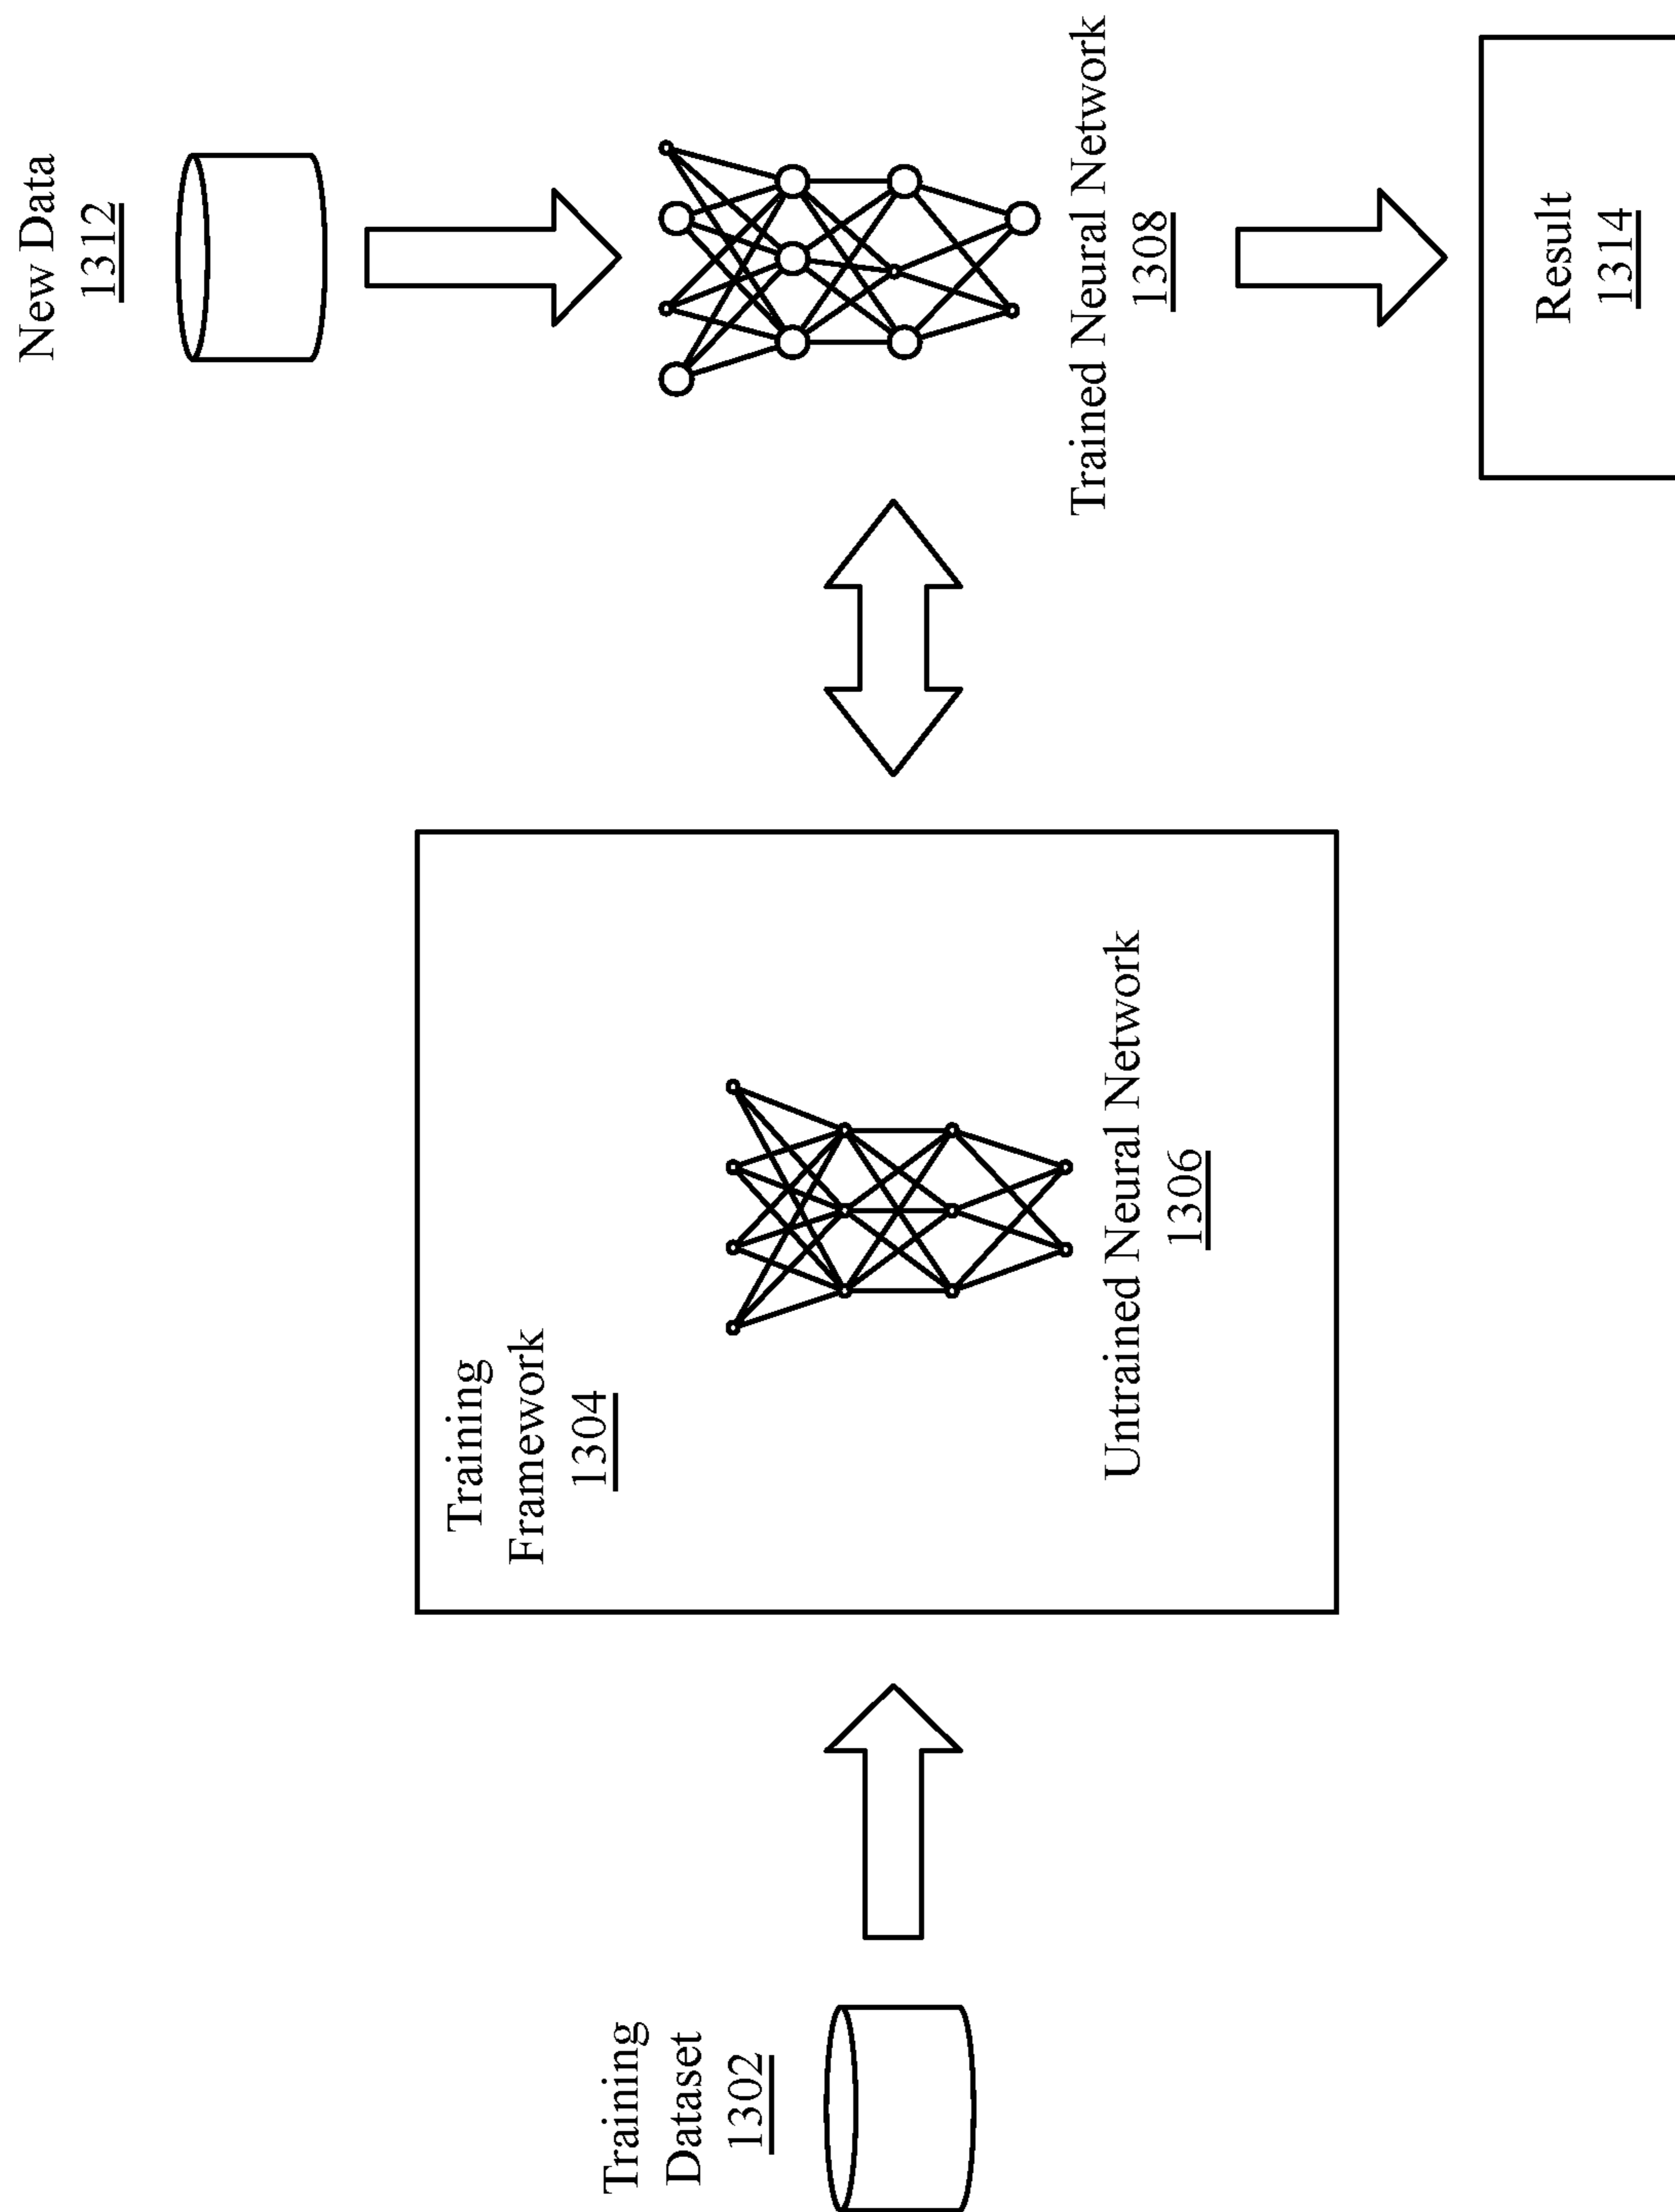 Training
Dataset
1302
Training
Framework
1304
Untrained Neural Network
1306
New Data
1312
Trained Neural Network
1308
Result
1314